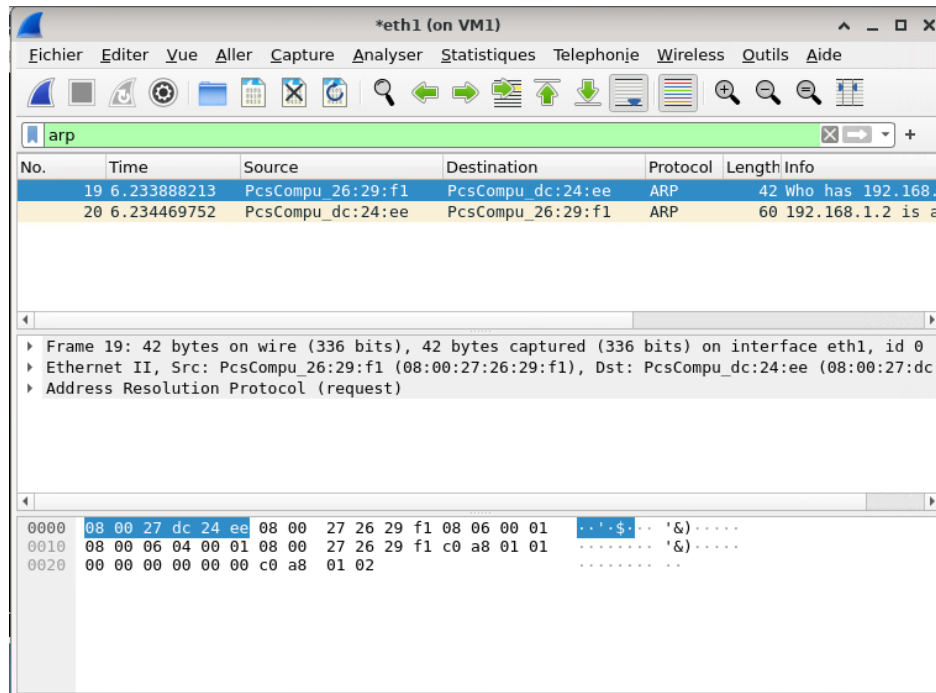 *eth1 (on VM1)
Fichier Editer Vue Aller Capture Analyser Statistiques Telephonie Wireless Outils Aide
arp
No. Time Source Destination Protocol Length Info
19 6.233888213 PcsCompu_26:29:f1 PcsCompu_dc:24:ee ARP 42 Who has 192.168.
20 6.234469752 PcsCompu_dc:24:ee PcsCompu_26:29:f1 ARP 60 192.168.1.2 is a
Frame 19: 42 bytes on wire (336 bits), 42 bytes captured (336 bits) on interface eth1, id 0
Ethernet II, Src: PcsCompu_26:29:f1 (08:00:27:26:29:f1), Dst: PcsCompu_dc:24:ee (08:00:27:dc
Address Resolution Protocol (request)
0000 08 00 27 dc 24 ee 08 00 27 26 29 f1 08 06 00 01 ··'·$··· '&)·····
0010 08 00 06 04 00 01 08 00 27 26 29 f1 c0 a8 01 01 ········ '&)·····
0020 00 00 00 00 00 00 c0 a8 01 02 ········ ··